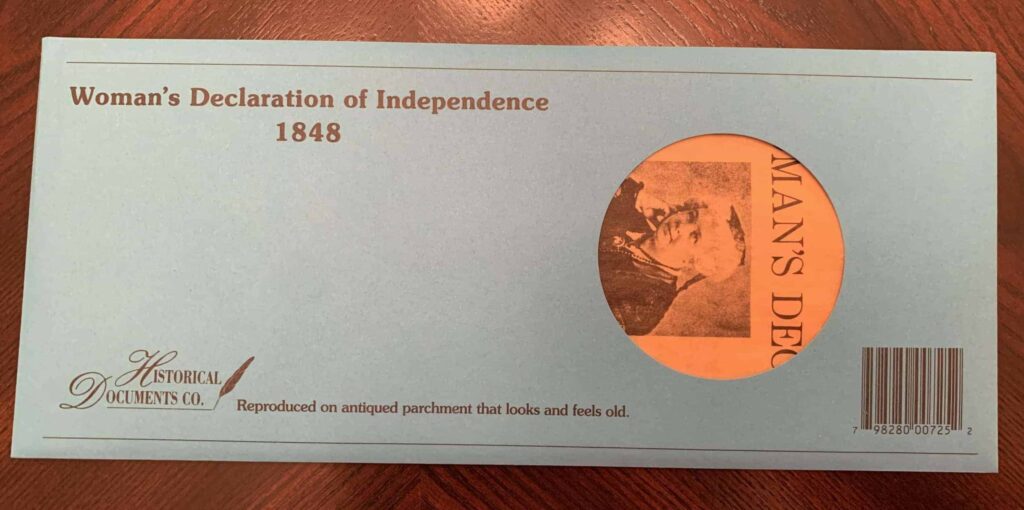 Woman's Declaration of Independence
1848
MAN'S DEC
Historical
Documents Co.
Reproduced on antiqued parchment that looks and feels old.
7 98280 00725 2